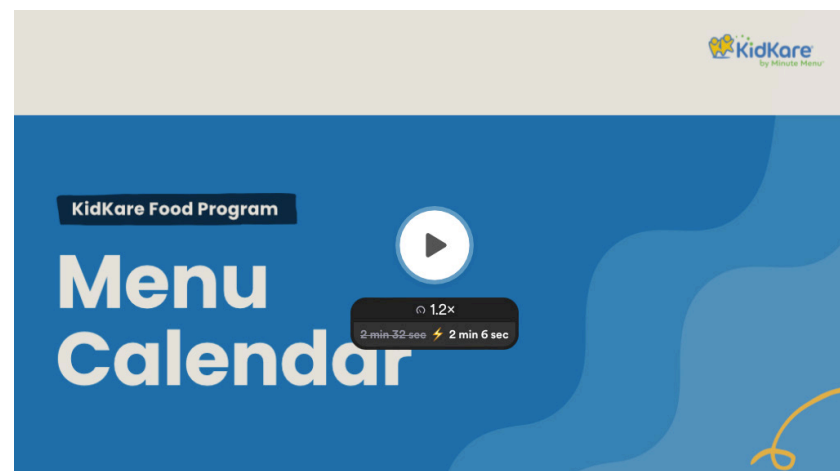 KidKare
by Minute Menu
KidKare Food Program
Menu
Calendar
1.2×
2 min 32 sec ⚡ 2 min 6 sec